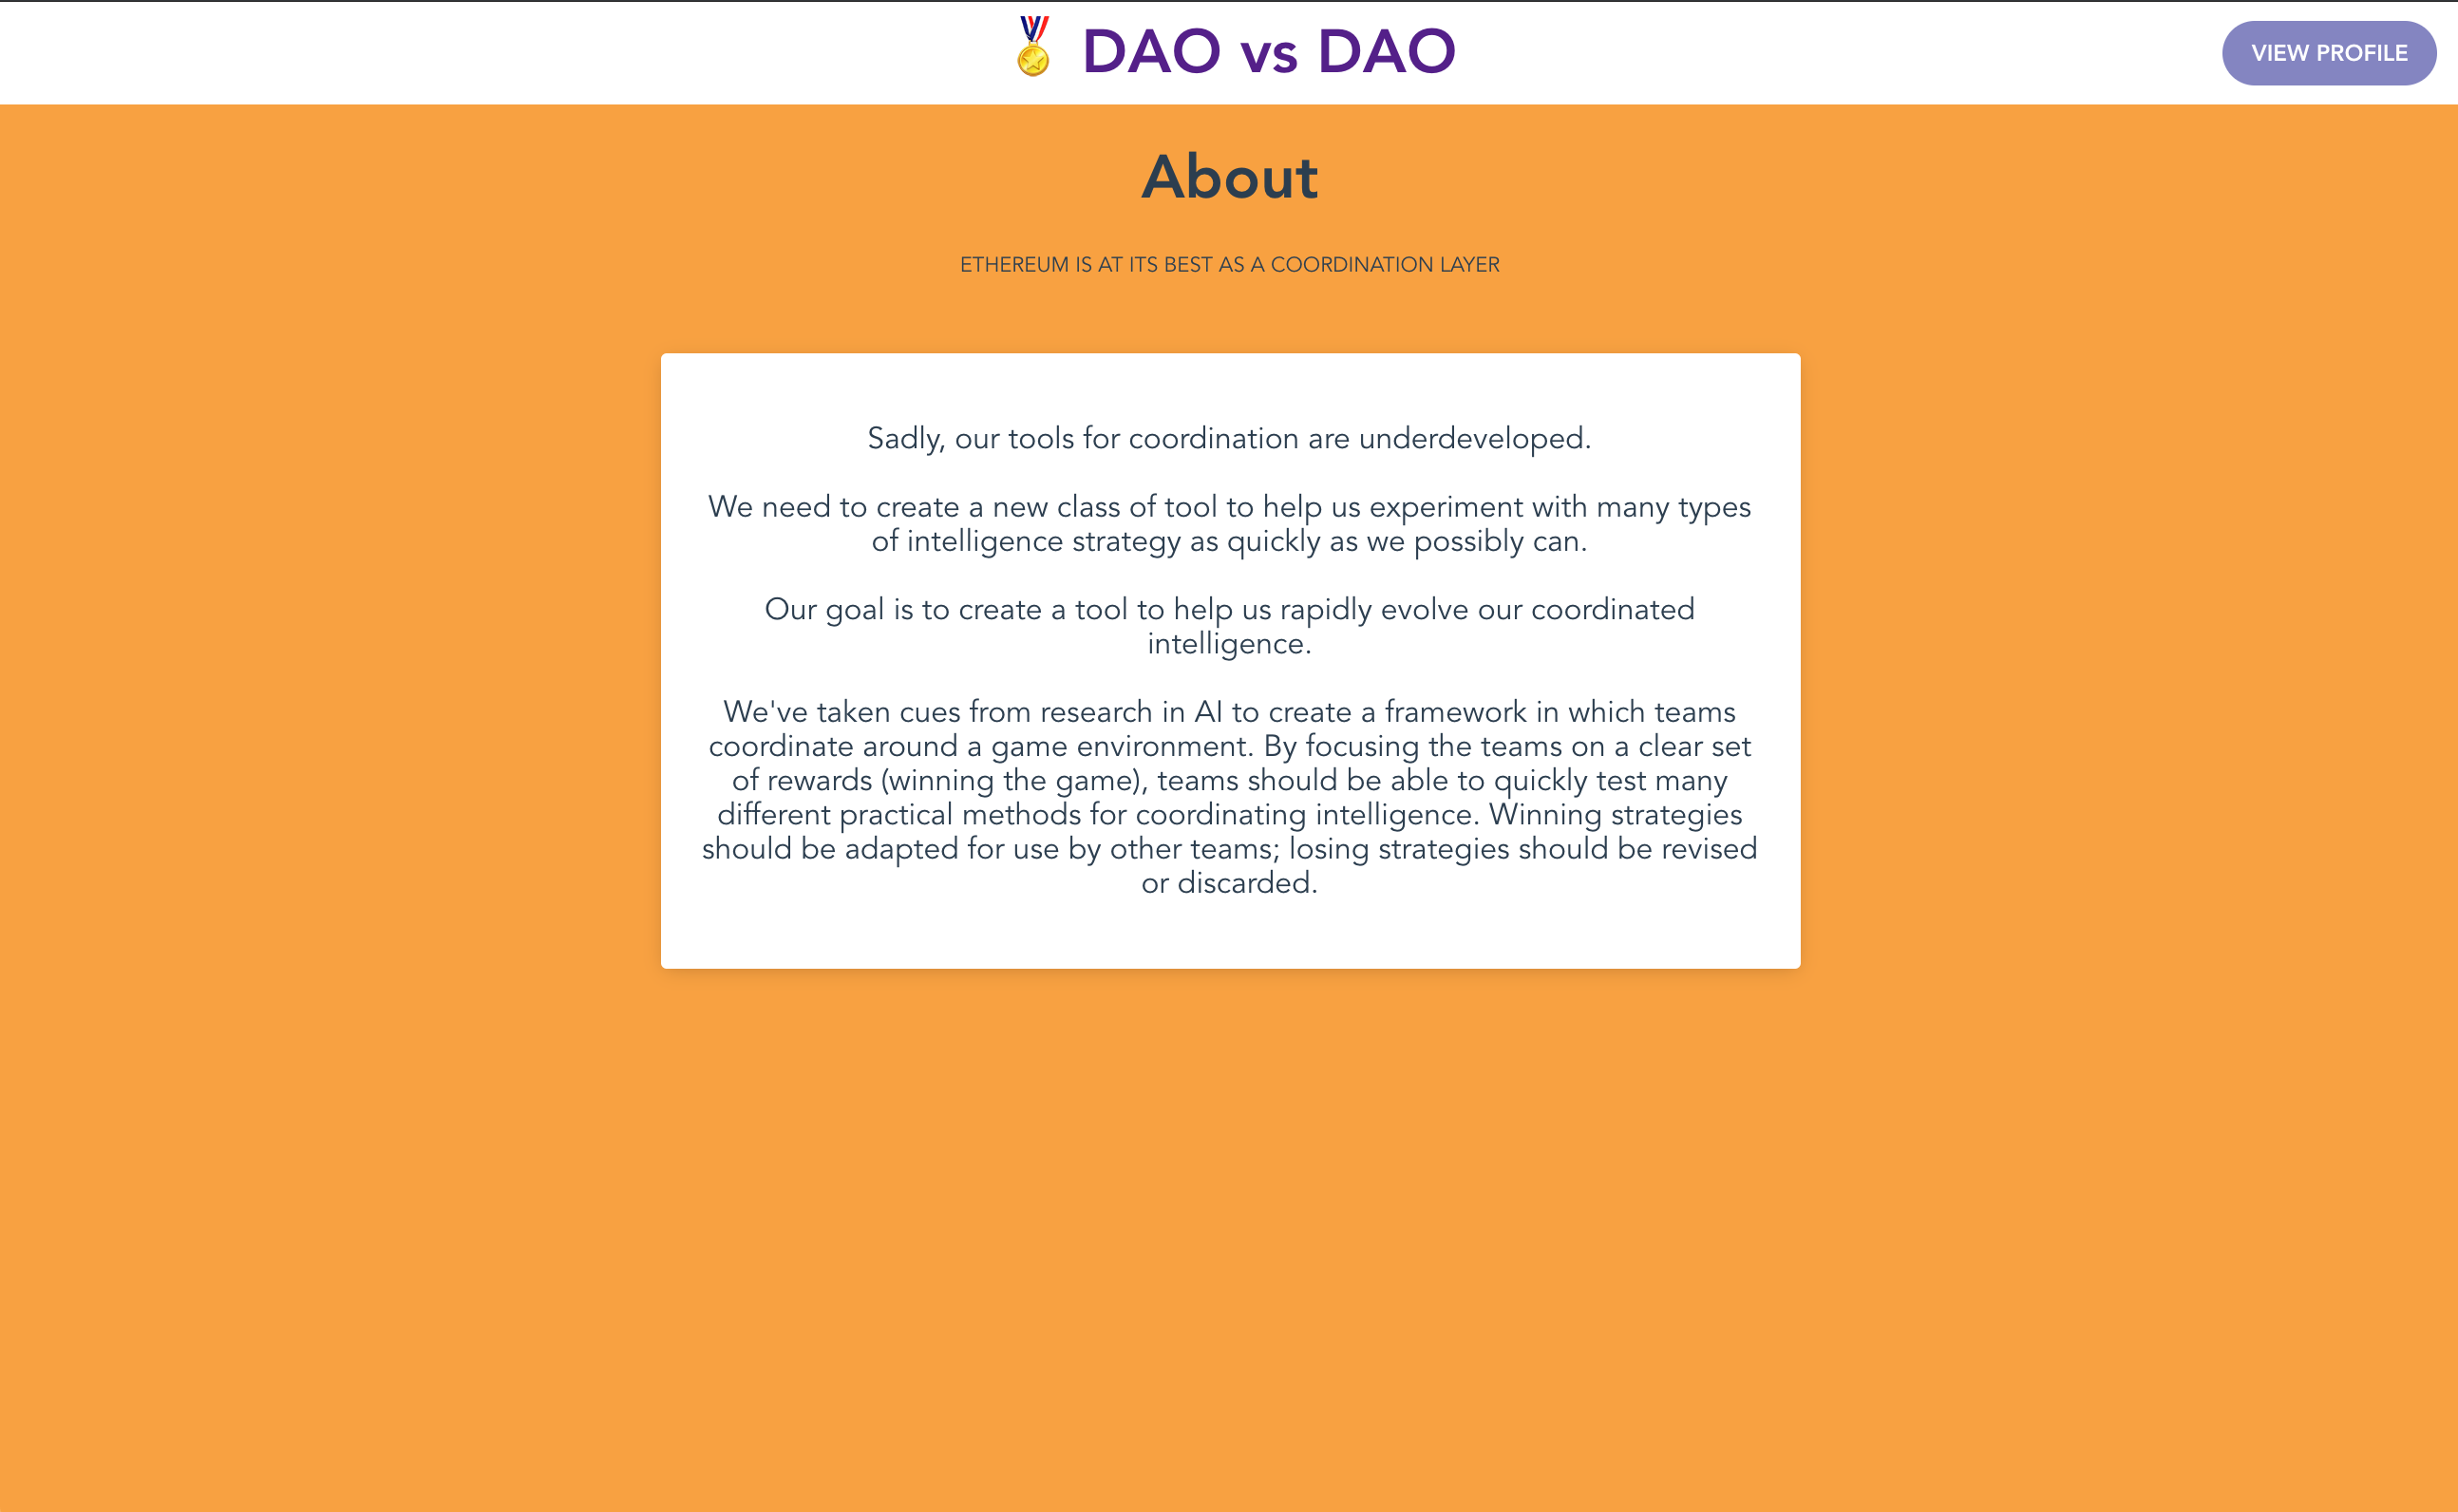 DAO vs DAO
VIEW PROFILE
About
ETHEREUM IS AT ITS BEST AS A COORDINATION LAYER
Sadly, our tools for coordination are underdeveloped.
We need to create a new class of tool to help us experiment with many types
of intelligence strategy as quickly as we possibly can.
Our goal is to create a tool to help us rapidly evolve our coordinated
intelligence.
We've taken cues from research in AI to create a framework in which teams
coordinate around a game environment. By focusing the teams on a clear set
of rewards (winning the game), teams should be able to quickly test many
different practical methods for coordinating intelligence. Winning strategies
should be adapted for use by other teams; losing strategies should be revised
or discarded.